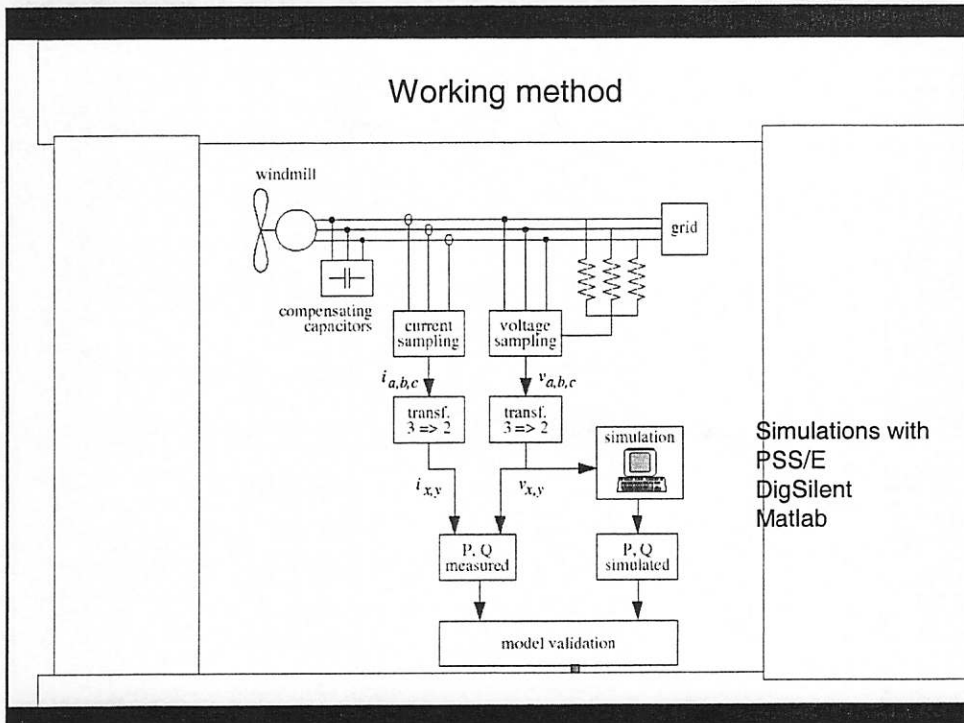 Working method
windmill
grid
compensating
capacitors
current
sampling
voltage
sampling
i a,b,c
v a,b,c
transf.
3 => 2
transf.
3 => 2
simulation
Simulations with
PSS/E
DigSilent
Matlab
i x,y
v x,y
P, Q
measured
P, Q
simulated
model validation